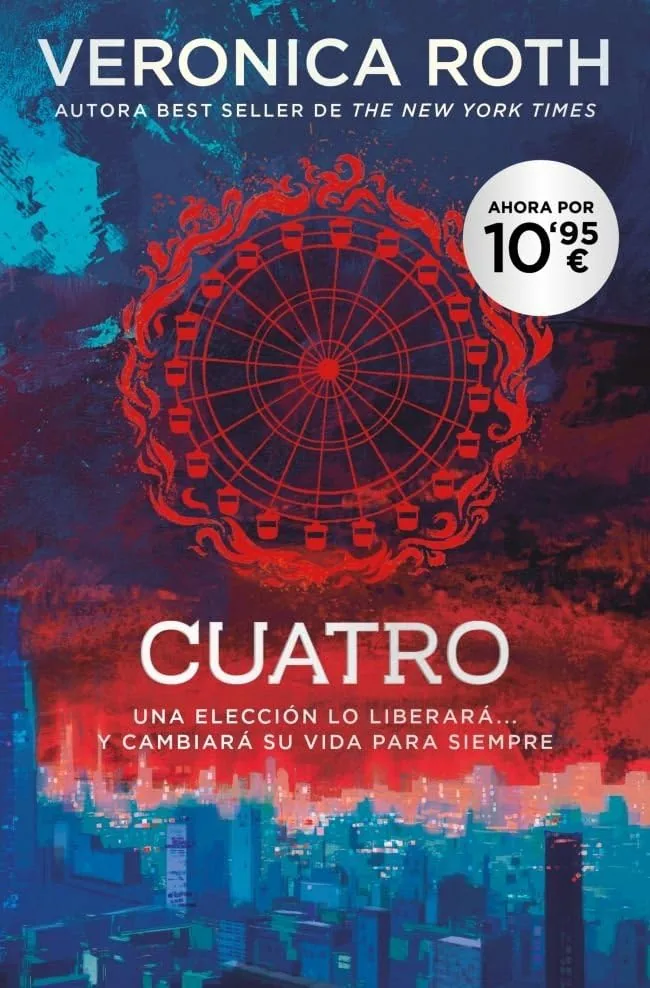 VERONICA ROTH
AUTORA BEST SELLER DE THE NEW YORK TIMES
AHORA POR
10‘95
€
CUATRO
UNA ELECCIÓN LO LIBERARÁ...
Y CAMBIARÁ SU VIDA PARA SIEMPRE